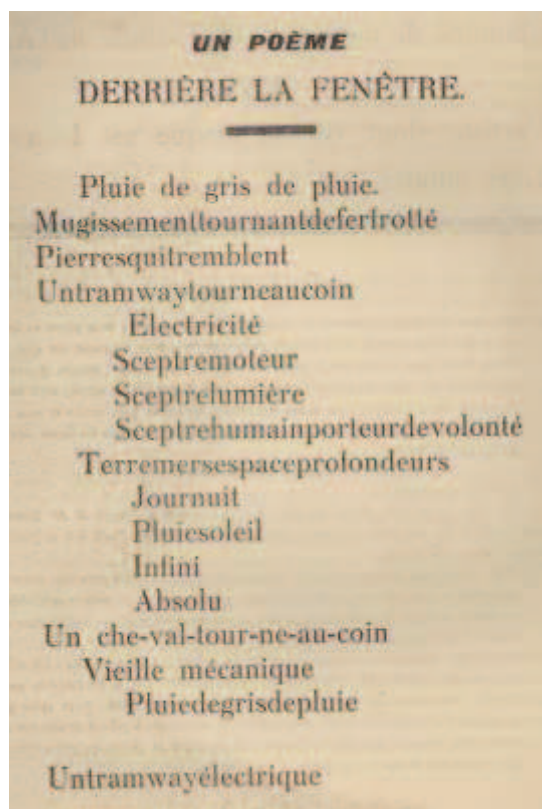 UN POÈME
DERRIÈRE LA FENÊTRE.
Pluie de gris de pluie.
Mugissementtournantdeferfrotté
Pierresquitremblent
Untramwaytourneaucoin
Electricité
Sceptremoteur
Sceptrelumière
Sceptrehumainporteurdevolonté
Terremersespaceprofondeurs
Journuit
Pluiesoleil
Infini
Absolu
Un che-val-tour-ne-au-coin
Vieille mécanique
Pluiedegrisdepluie
Untramwayélectrique